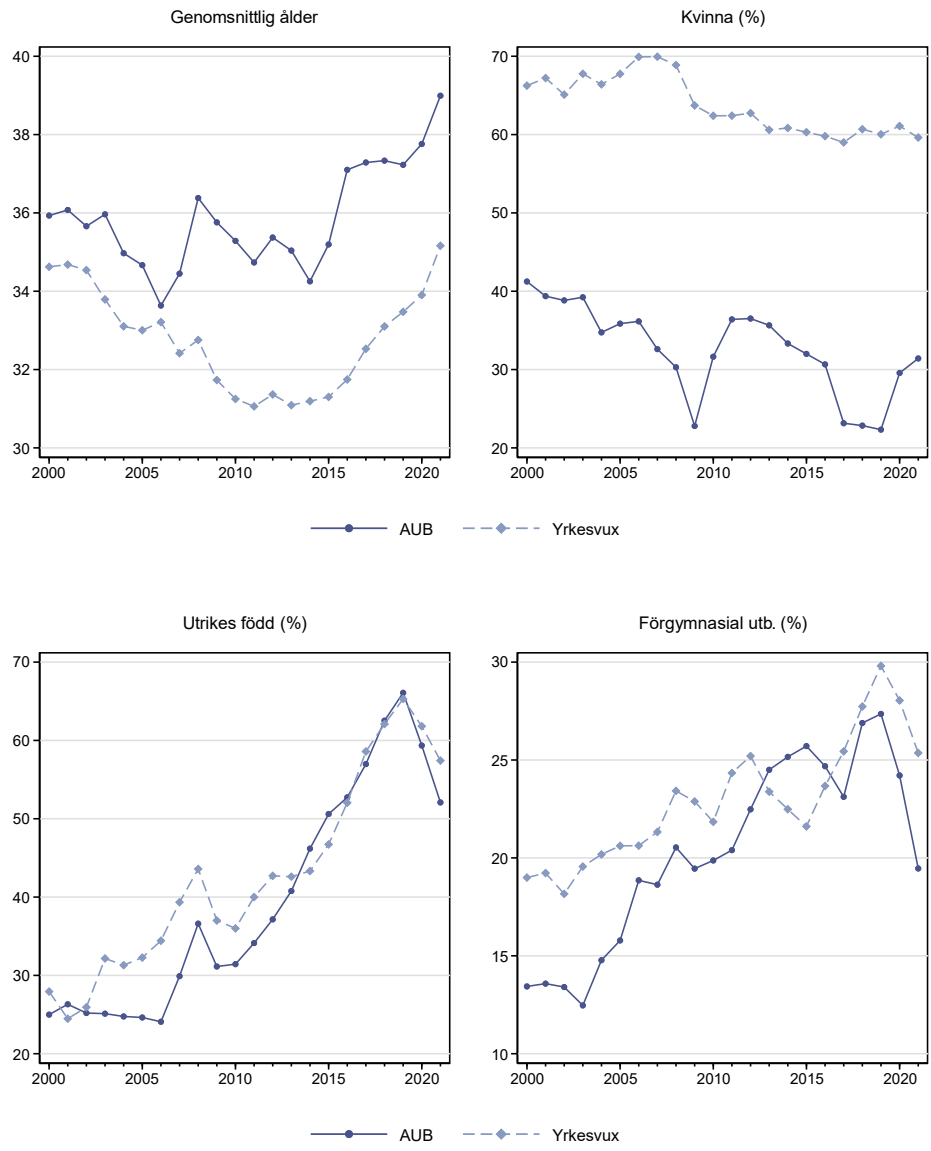 Genomsnittlig ålder
40
38
36
34
32
30
2000 2005 2010 2015 2020
Kvinna (%)
70
60
50
40
30
20
2000 2005 2010 2015 2020
AUB Yrkesvux
Utrikes född (%)
70
60
50
40
30
20
2000 2005 2010 2015 2020
Förgymnasial utb. (%)
30
25
20
15
10
2000 2005 2010 2015 2020
AUB Yrkesvux